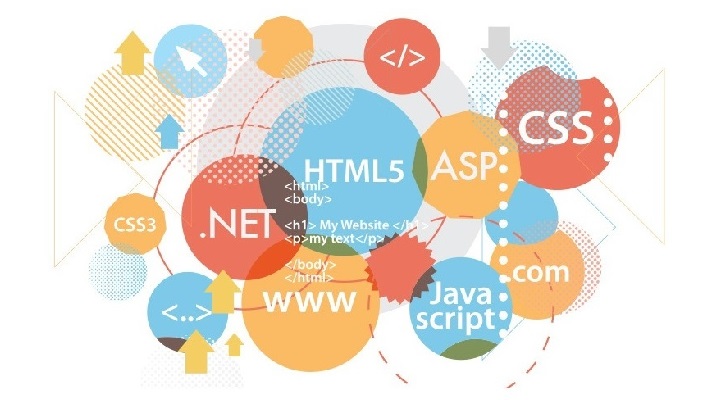 </>
CSS
HTML5
ASP
<html>
<body>
.NET
CSS3
<h1> My Website </h1>
<p>my text</p>
</body>
</html>
.com
www
Java
script
<..>